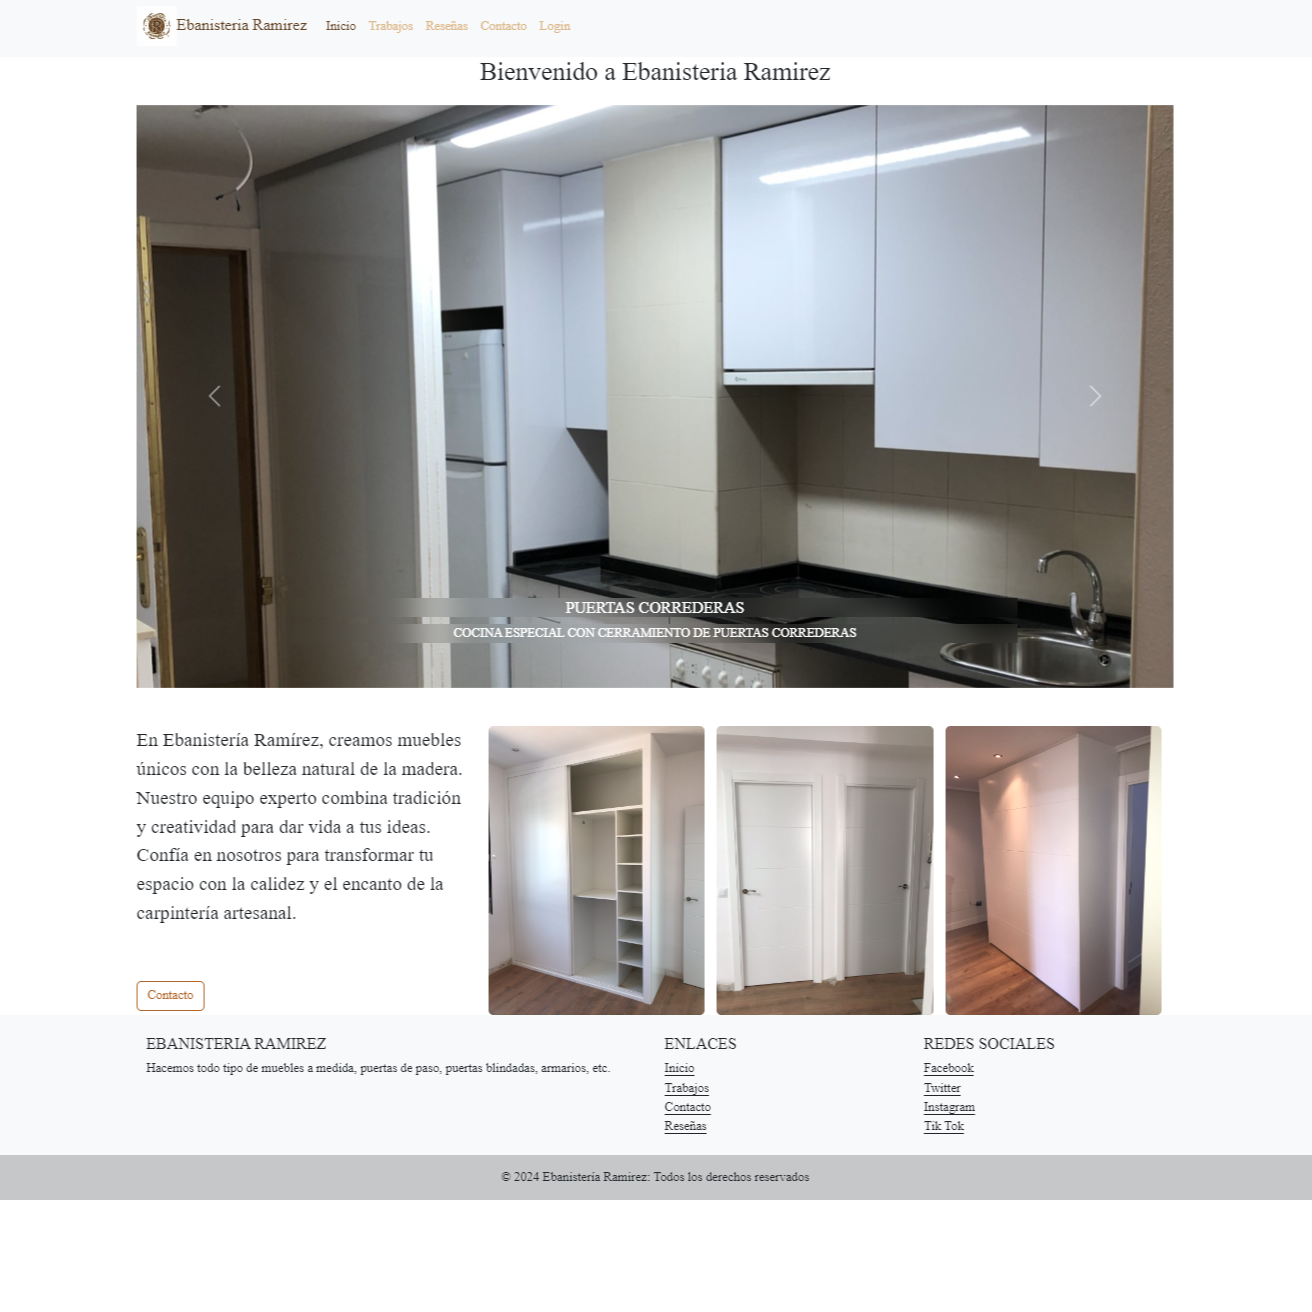 Ebanisteria Ramirez Inicio Trabajos Reseñas Contacto Login
Bienvenido a Ebanisteria Ramirez
PUERTAS CORREDERAS
COCINA ESPECIAL CON CERRAMIENTO DE PUERTAS CORREDERAS
En Ebanistería Ramírez, creamos muebles
únicos con la belleza natural de la madera.
Nuestro equipo experto combina tradición
y creatividad para dar vida a tus ideas.
Confía en nosotros para transformar tu
espacio con la calidez y el encanto de la
carpintería artesanal.
Contacto
EBANISTERIA RAMIREZ
Hacemos todo tipo de muebles a medida, puertas de paso, puertas blindadas, armarios, etc.
ENLACES
Inicio
Trabajos
Contacto
Reseñas
REDES SOCIALES
Facebook
Twitter
Instagram
Tik Tok
© 2024 Ebanistería Ramírez: Todos los derechos reservados